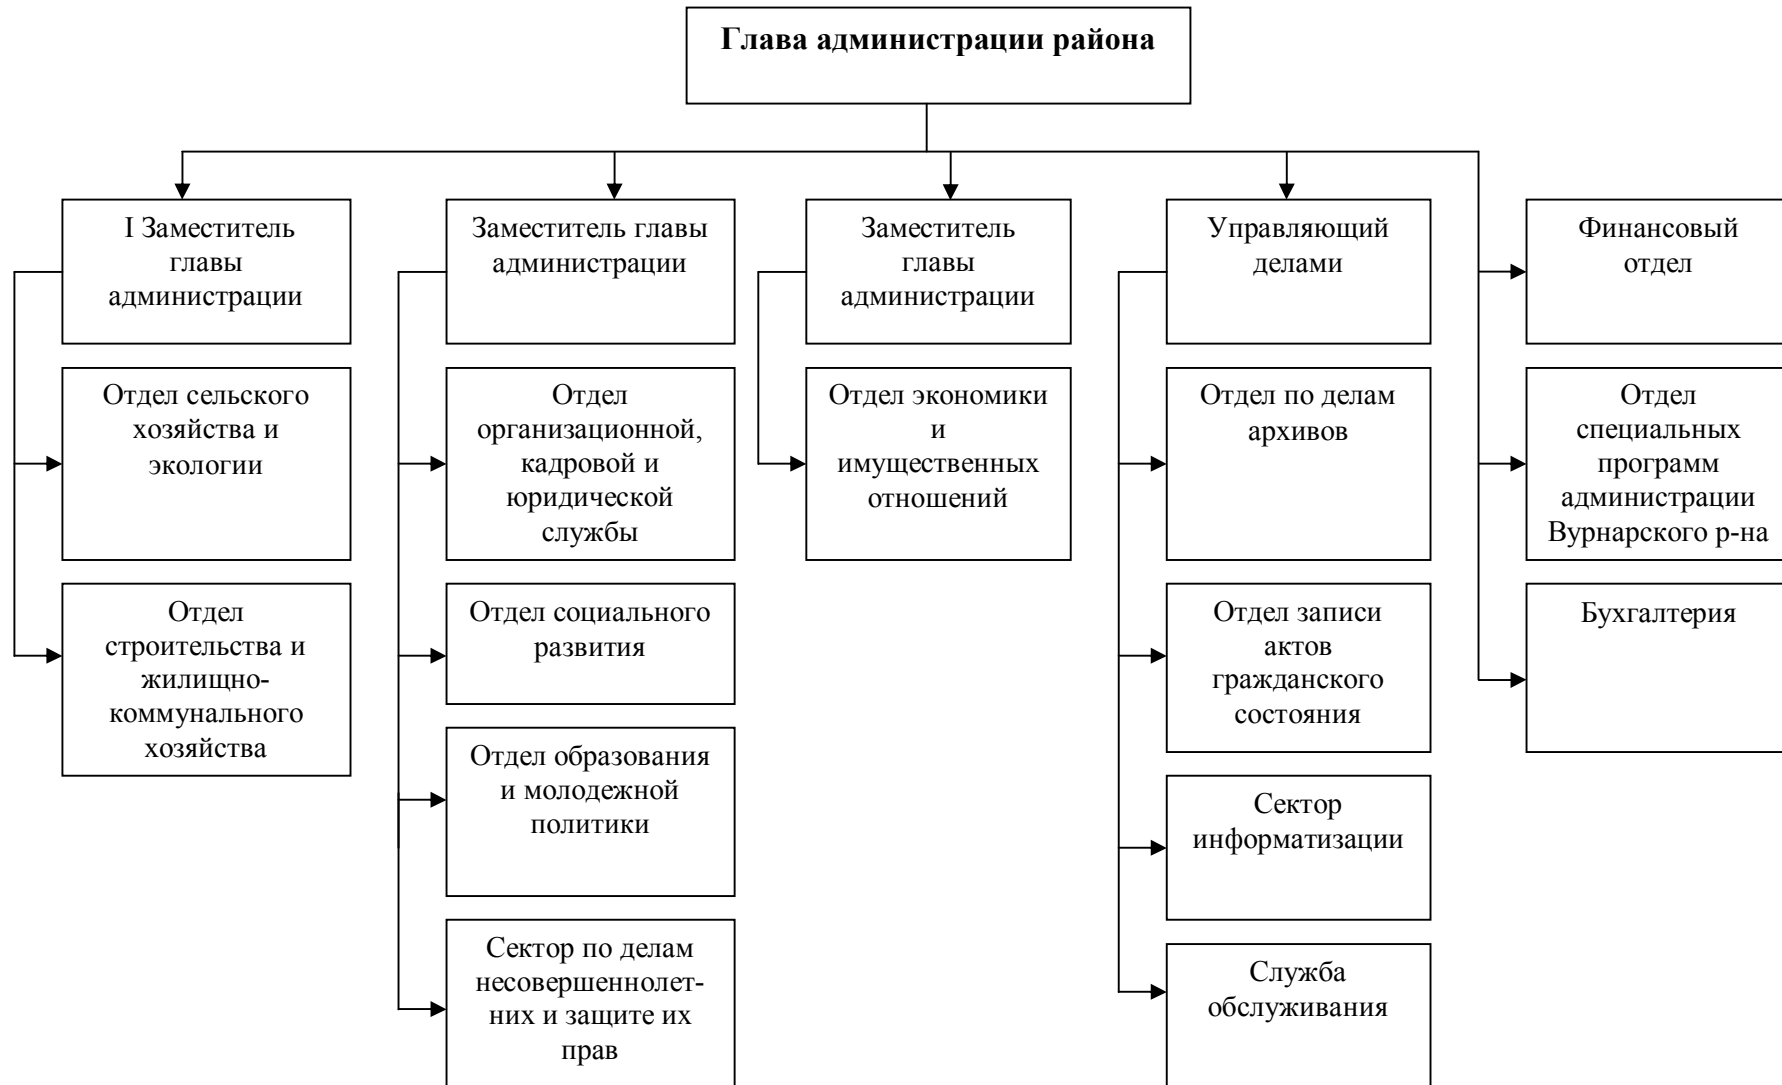 Глава администрации района
I Заместитель
главы
администрации
Заместитель главы
администрации
Заместитель
главы
администрации
Управляющий
делами
Финансовый
отдел
Отдел сельского
хозяйства и
экологии
Отдел
организационной,
кадровой и
юридической
службы
Отдел экономики
и
имущественных
отношений
Отдел по делам
архивов
Отдел
специальных
программ
администрации
Вурнарского р-на
Отдел
строительства и
жилищно-
коммунального
хозяйства
Отдел социального
развития
Отдел записи
актов
гражданского
состояния
Бухгалтерия
Отдел образования
и молодежной
политики
Сектор
информатизации
Сектор по делам
несовершеннолет-
них и защите их
прав
Служба
обслуживания